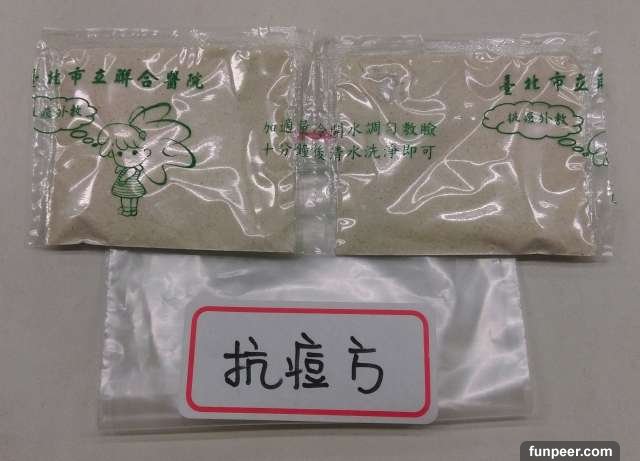 臺北市立聯合醫院
抗痘外敷
加適量冷開水調勻敷臉
十分鐘後清水洗淨即可
臺北市立
抗痘外敷
抗痘方
funpeer.com